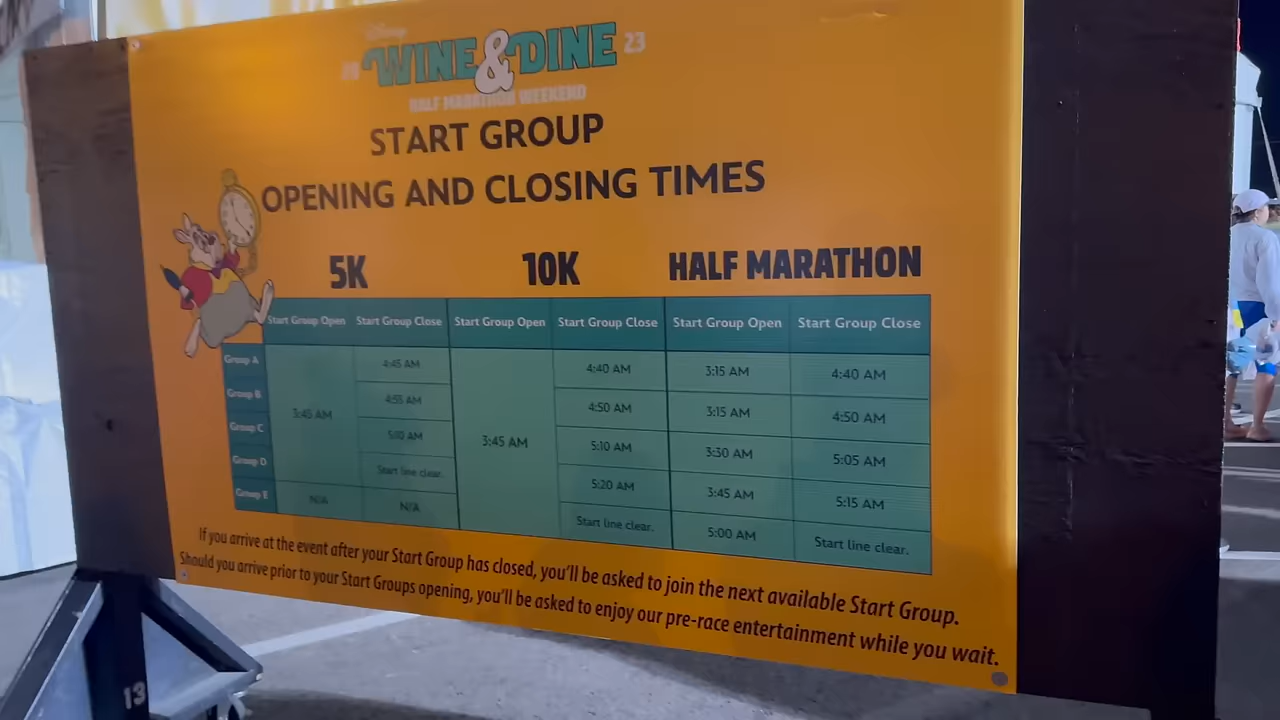 Disney
20 WINE & DINE 23
HALF MARATHON WEEKEND
START GROUP
OPENING AND CLOSING TIMES
5K 10K HALF MARATHON
Start Group Open Start Group Close Start Group Open Start Group Close Start Group Open Start Group Close
Group A 4:45 AM 4:40 AM 3:15 AM 4:40 AM
Group B 4:55 AM 4:50 AM 3:15 AM 4:50 AM
3:45 AM 3:45 AM
Group C 5:10 AM 5:10 AM 3:30 AM 5:05 AM
Group D Start line clear. 5:20 AM 3:45 AM 5:15 AM
Group E N/A N/A Start line clear. 5:00 AM Start line clear.
If you arrive at the event after your Start Group has closed, you'll be asked to join the next available Start Group.
Should you arrive prior to your Start Groups opening, you'll be asked to enjoy our pre-race entertainment while you wait.
13